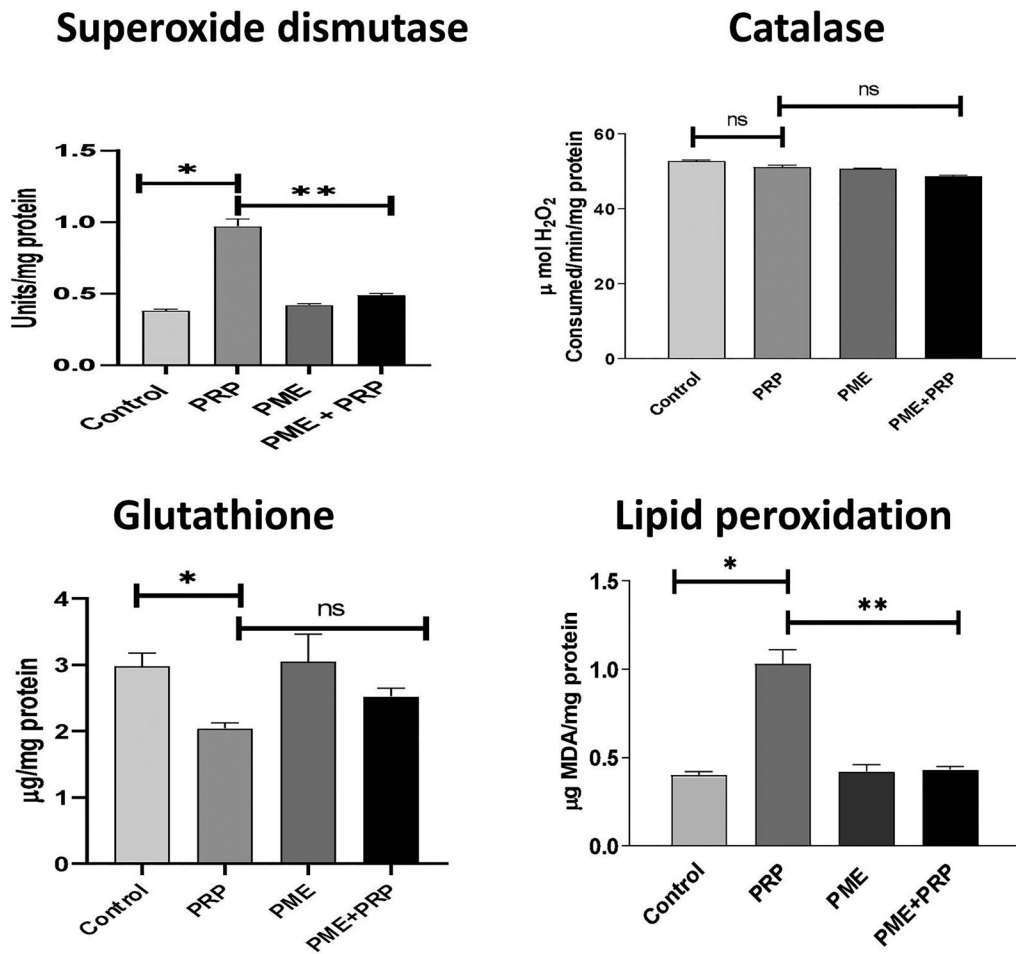 Superoxide dismutase
Units/mg protein
1.5
1.0
0.5
0.0
*
**
Control
PRP
PME
PME + PRP
Catalase
μ mol H₂O₂
Consumed/min/mg protein
60
40
20
0
ns
ns
Control
PRP
PME
PME+PRP
Glutathione
μg/mg protein
4
3
2
1
0
*
ns
Control
PRP
PME
PME+PRP
Lipid peroxidation
μg MDA/mg protein
1.5
1.0
0.5
0.0
*
**
Control
PRP
PME
PME+PRP